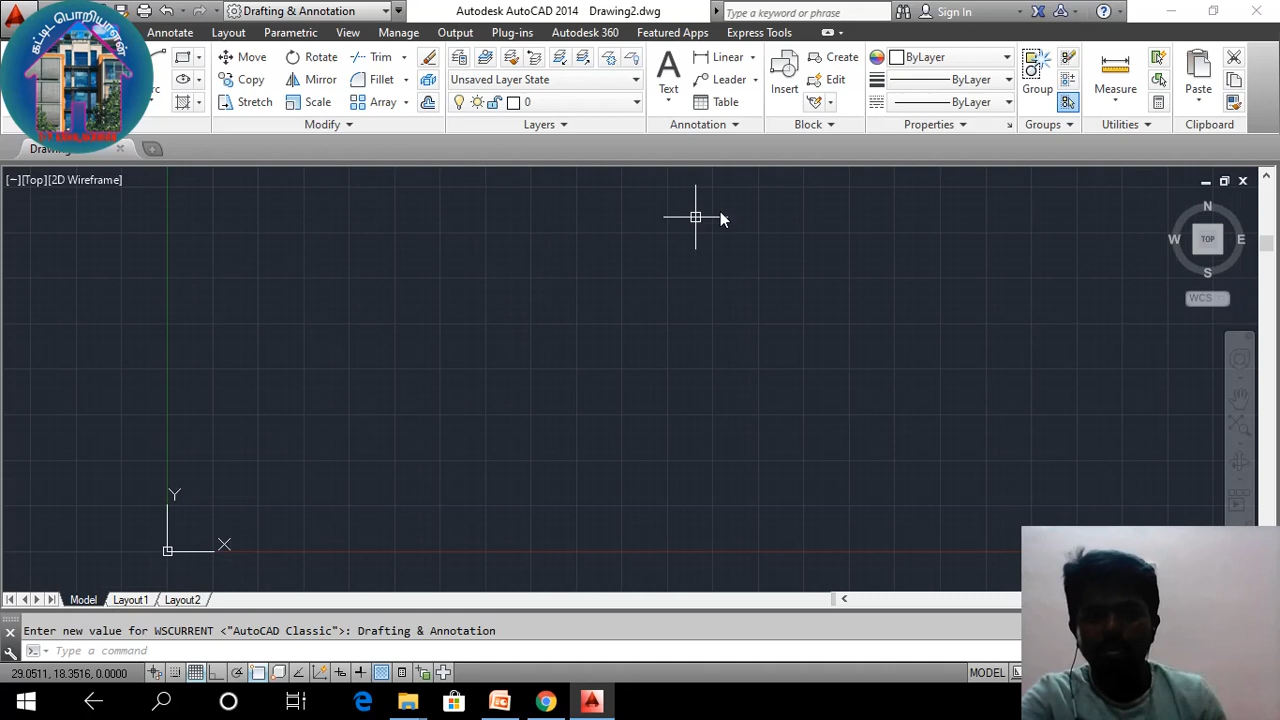 கட்டிட பொறியாளன்
Drafting & Annotation
Autodesk AutoCAD 2014 Drawing2.dwg
Type a keyword or phrase
Sign In
Annotate Layout Parametric View Manage Output Plug-ins Autodesk 360 Featured Apps Express Tools
Move Rotate Trim
Copy Mirror Fillet
Stretch Scale Array
Modify
Unsaved Layer State
0
Layers
Text
Linear
Leader
Table
Annotation
Insert
Create
Edit
Block
ByLayer
ByLayer
ByLayer
Properties
Group
Groups
Measure
Utilities
Paste
Clipboard
[−][Top][2D Wireframe]
N
W TOP E
S
WCS
Y
X
Model Layout1 Layout2
Enter new value for WSCURRENT <"AutoCAD Classic">: Drafting & Annotation
Type a command
29.0511, 18.3516, 0.0000
MODEL